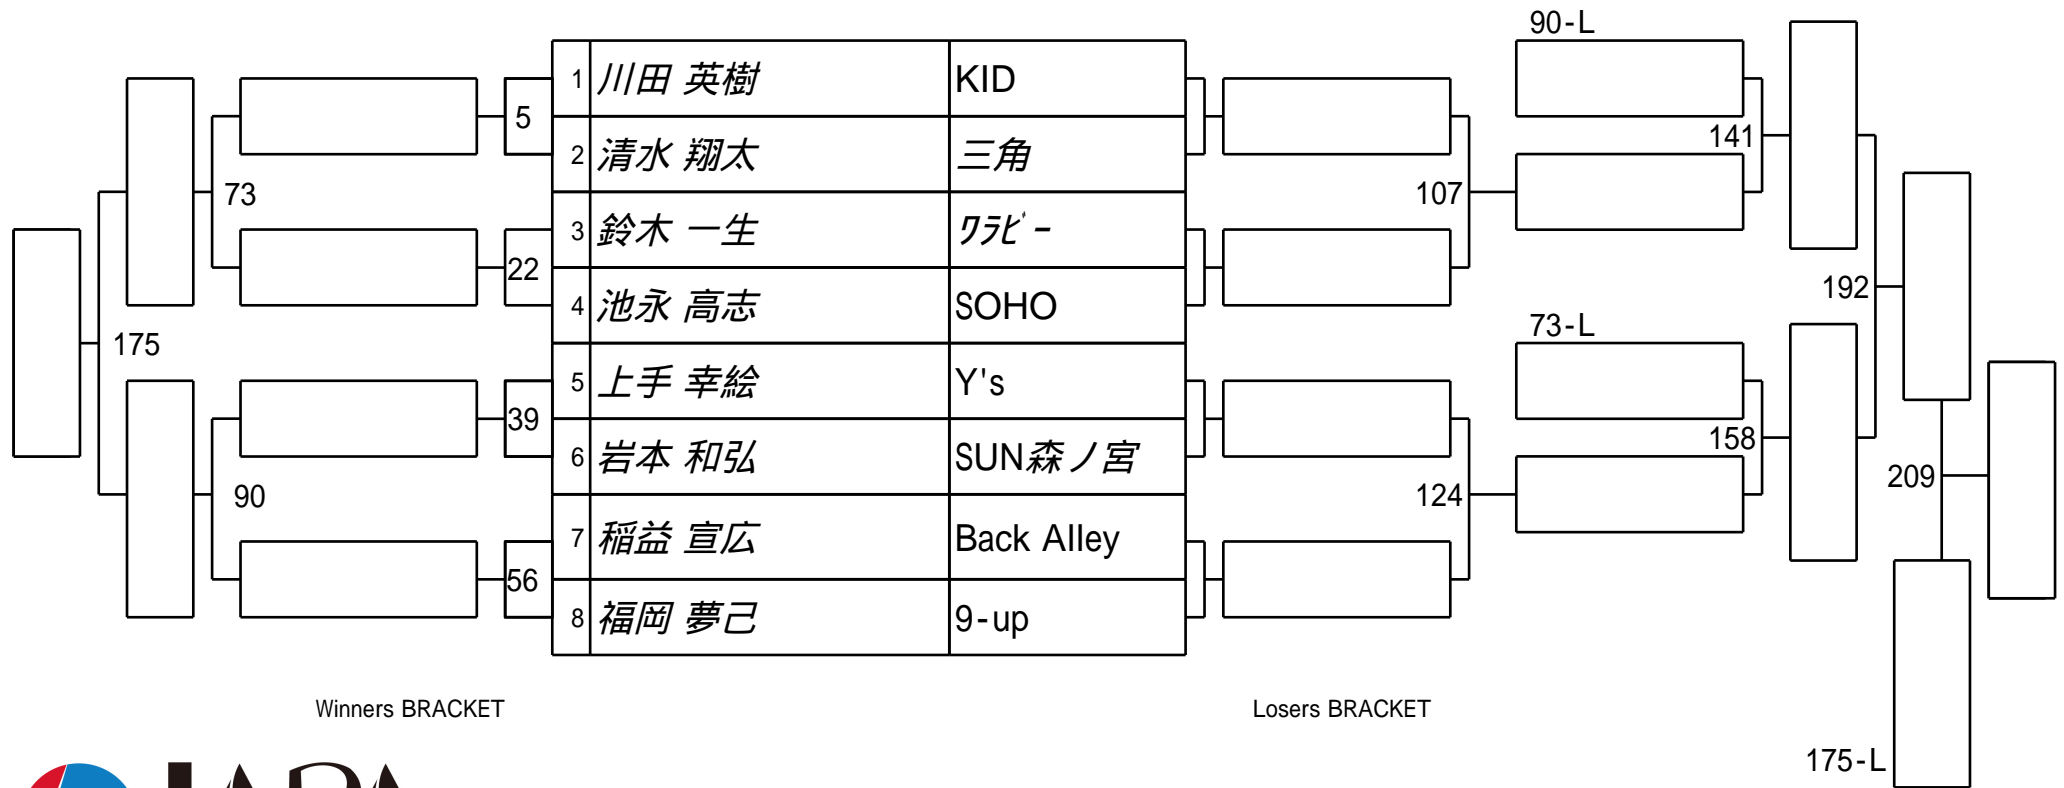 90-L
1 川田 英樹 KID
5
2 清水 翔太 三角
141
73
107
3 鈴木 一生 ﾜﾗﾋﾞｰ
22
4 池永 高志 SOHO
192
175
73-L
5 上手 幸絵 Y's
39
6 岩本 和弘 SUN森ノ宮
158
90
124
209
7 稲益 宣広 Back Alley
56
8 福岡 夢己 9-up
Winners BRACKET
Losers BRACKET
175-L
JAPA